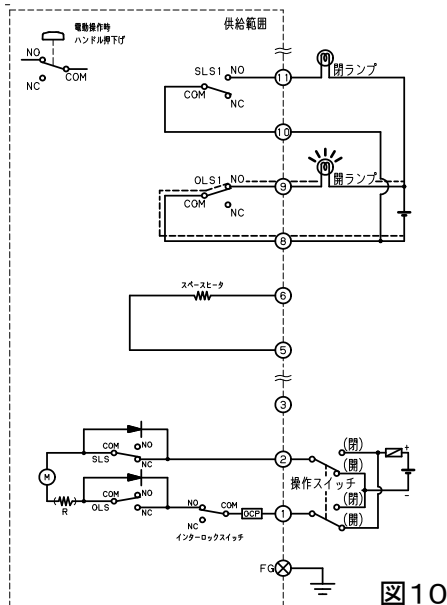 電動操作時
ハンドル押下げ
NO
COM
NC
供給範囲
SLS1
NO
COM
NC
11
閉ランプ
10
OLS1
NO
COM
NC
9
開ランプ
8
スペースヒータ
6
5
3
COM
NO
SLS
NC
M
R
COM
NO
OLS
NC
NO
COM
NC
OCP
インターロックスイッチ
2
1
操作スイッチ
(閉)
(開)
(閉)
(開)
+
-
FG
図10